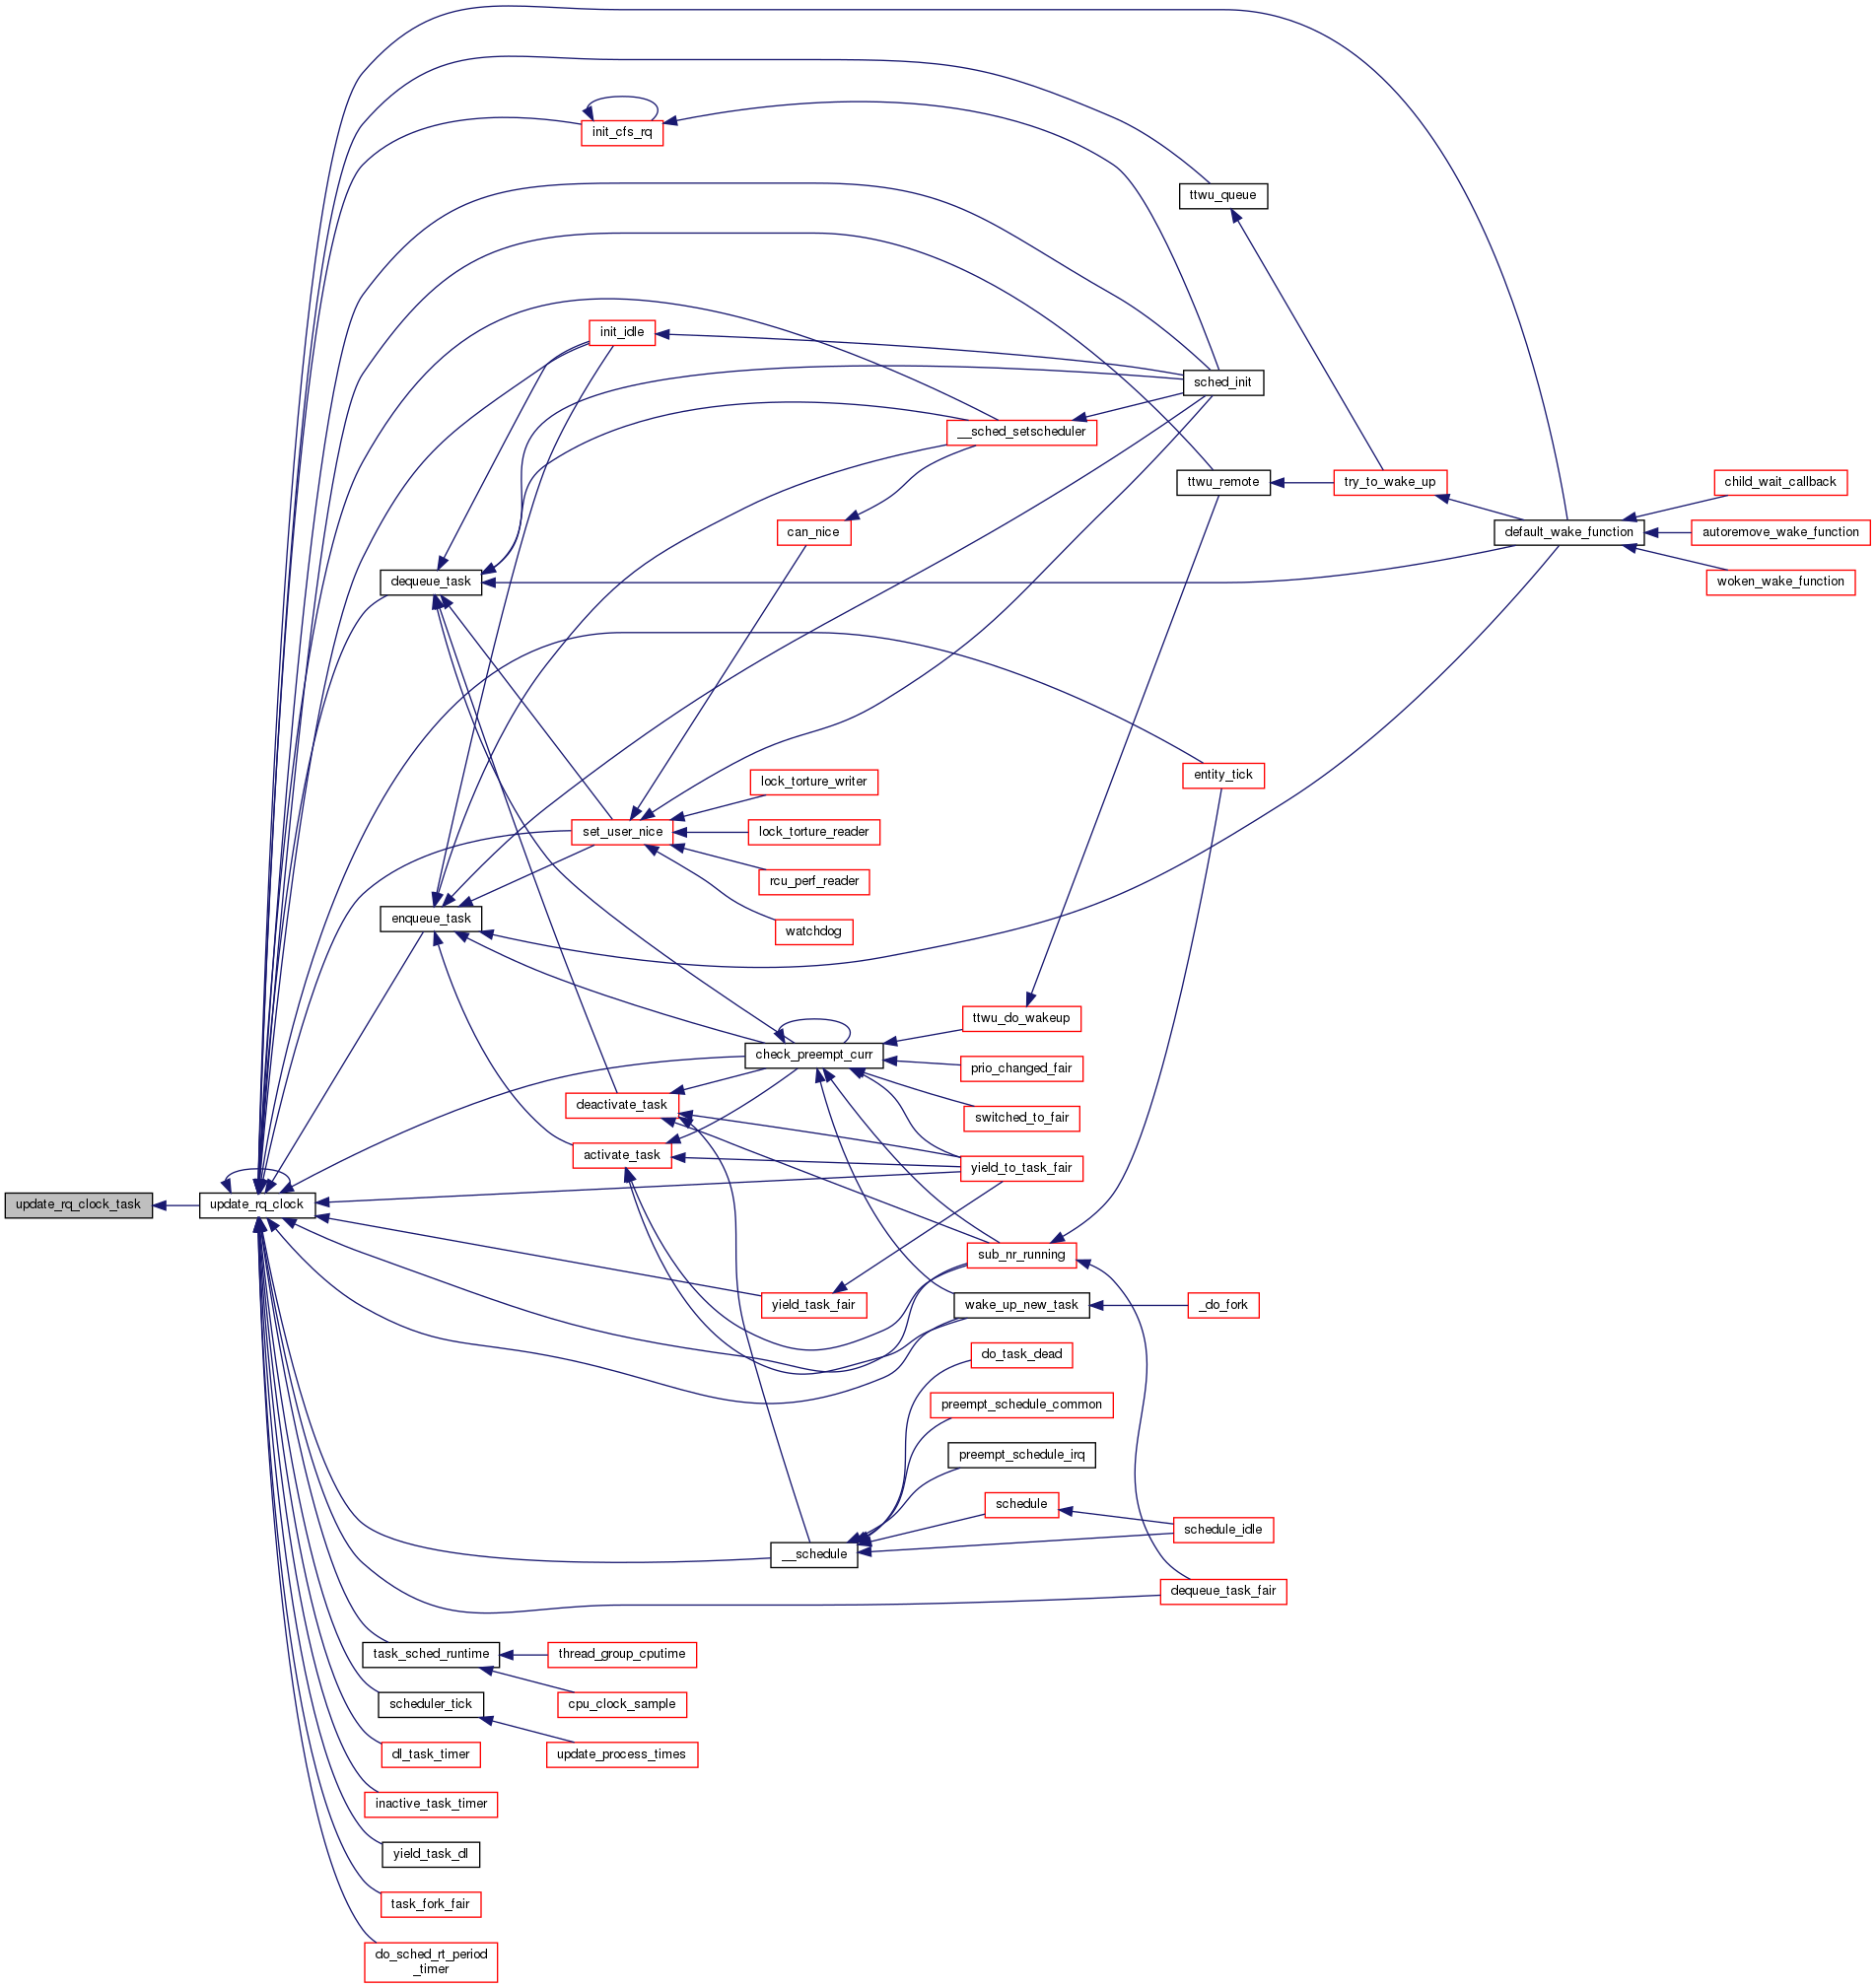 init_cfs_rq
ttwu_queue
init_idle
sched_init
__sched_setscheduler
ttwu_remote
try_to_wake_up
child_wait_callback
can_nice
default_wake_function
autoremove_wake_function
dequeue_task
woken_wake_function
entity_tick
lock_torture_writer
set_user_nice
lock_torture_reader
rcu_perf_reader
enqueue_task
watchdog
ttwu_do_wakeup
check_preempt_curr
prio_changed_fair
deactivate_task
switched_to_fair
activate_task
yield_to_task_fair
update_rq_clock_task
update_rq_clock
sub_nr_running
yield_task_fair
wake_up_new_task
_do_fork
do_task_dead
preempt_schedule_common
preempt_schedule_irq
schedule
schedule_idle
__schedule
dequeue_task_fair
task_sched_runtime
thread_group_cputime
scheduler_tick
cpu_clock_sample
dl_task_timer
update_process_times
inactive_task_timer
yield_task_dl
task_fork_fair
do_sched_rt_period
_timer